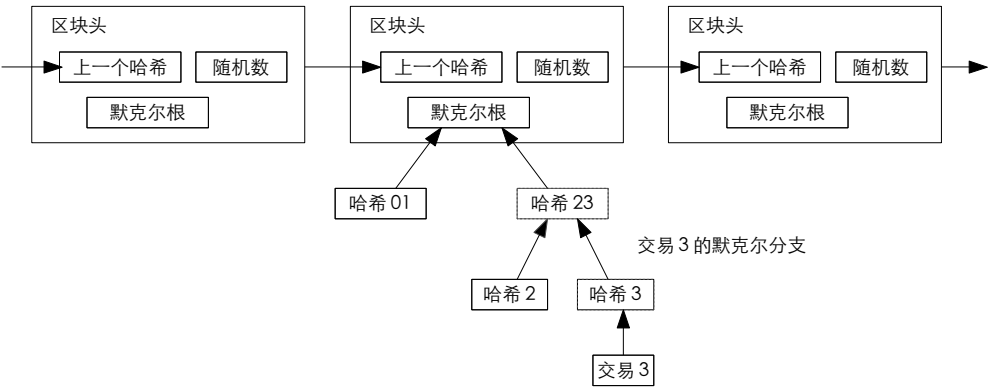 区块头
上一个哈希 随机数
默克尔根
区块头
上一个哈希 随机数
默克尔根
区块头
上一个哈希 随机数
默克尔根
哈希 01
哈希 23
交易 3 的默克尔分支
哈希 2
哈希 3
交易 3